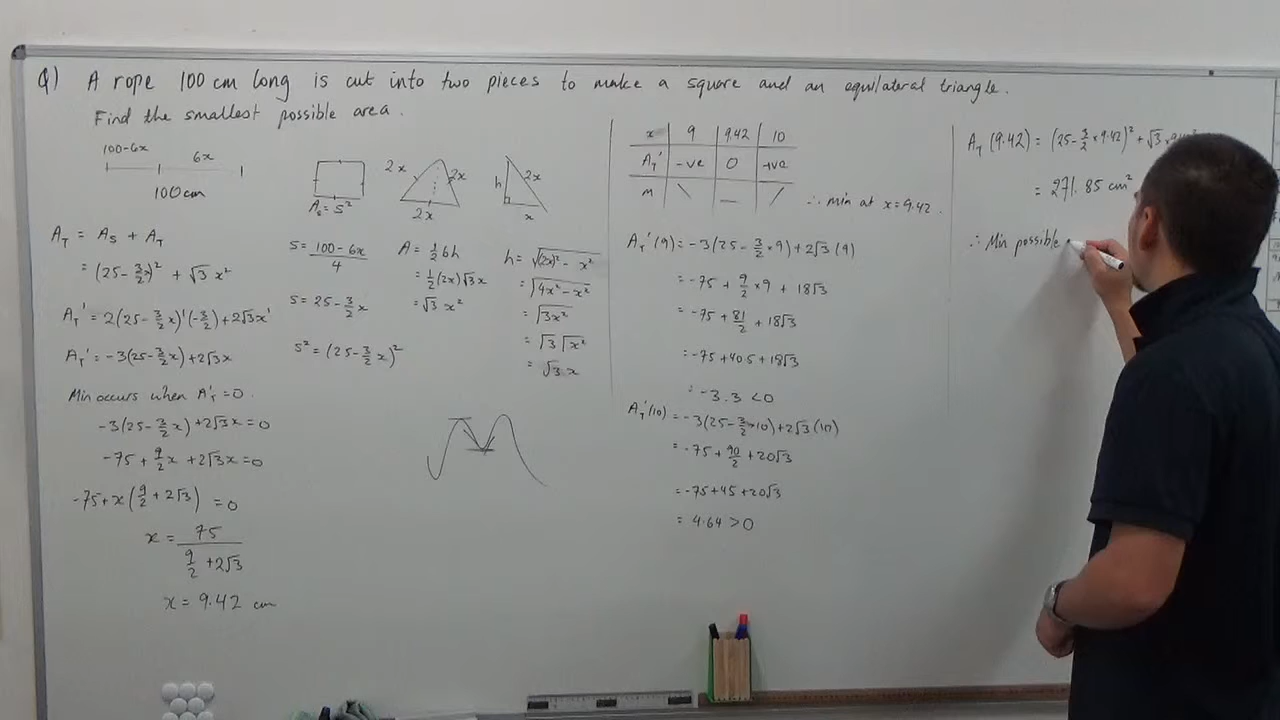 Q) A rope 100 cm long is cut into two pieces to make a square and an equilateral triangle.
Find the smallest possible area.
100-6x 6x
100cm
A_s = s²
2x 2x
2x
h 2x
x
A_T = A_S + A_T
= (25 - 3/2 x)² + √3 x²
A_T' = 2(25 - 3/2 x)'(-3/2) + 2√3x'
A_T' = -3(25 - 3/2 x) + 2√3x
Min occurs when A_T' = 0.
-3(25 - 3/2 x) + 2√3x = 0
-75 + 9/2 x + 2√3x = 0
-75 + x(9/2 + 2√3) = 0
x = 75 / (9/2 + 2√3)
x = 9.42 cm
S = (100 - 6x)/4
S = 25 - 3/2 x
S² = (25 - 3/2 x)²
A = 1/2 bh
= 1/2 (2x) √3x
= √3 x²
h = √((2x)² - x²)
= √(4x² - x²)
= √(3x²)
= √3 √x²
= √3 x
x 9 9.42 10
A_T' -ve 0 +ve
m \ — /
∴ min at x = 9.42.
A_T'(9) = -3(25 - 3/2 × 9) + 2√3 (9)
= -75 + 9/2 × 9 + 18√3
= -75 + 81/2 + 18√3
= -75 + 40.5 + 18√3
= -3.3 < 0
A_T'(10) = -3(25 - 3/2 × 10) + 2√3 (10)
= -75 + 90/2 + 20√3
= -75 + 45 + 20√3
= 4.64 > 0
A_T (9.42) = (25 - 3/2 × 9.42)² + √3 × 9.42²
= 271.85 cm²
∴ Min possible